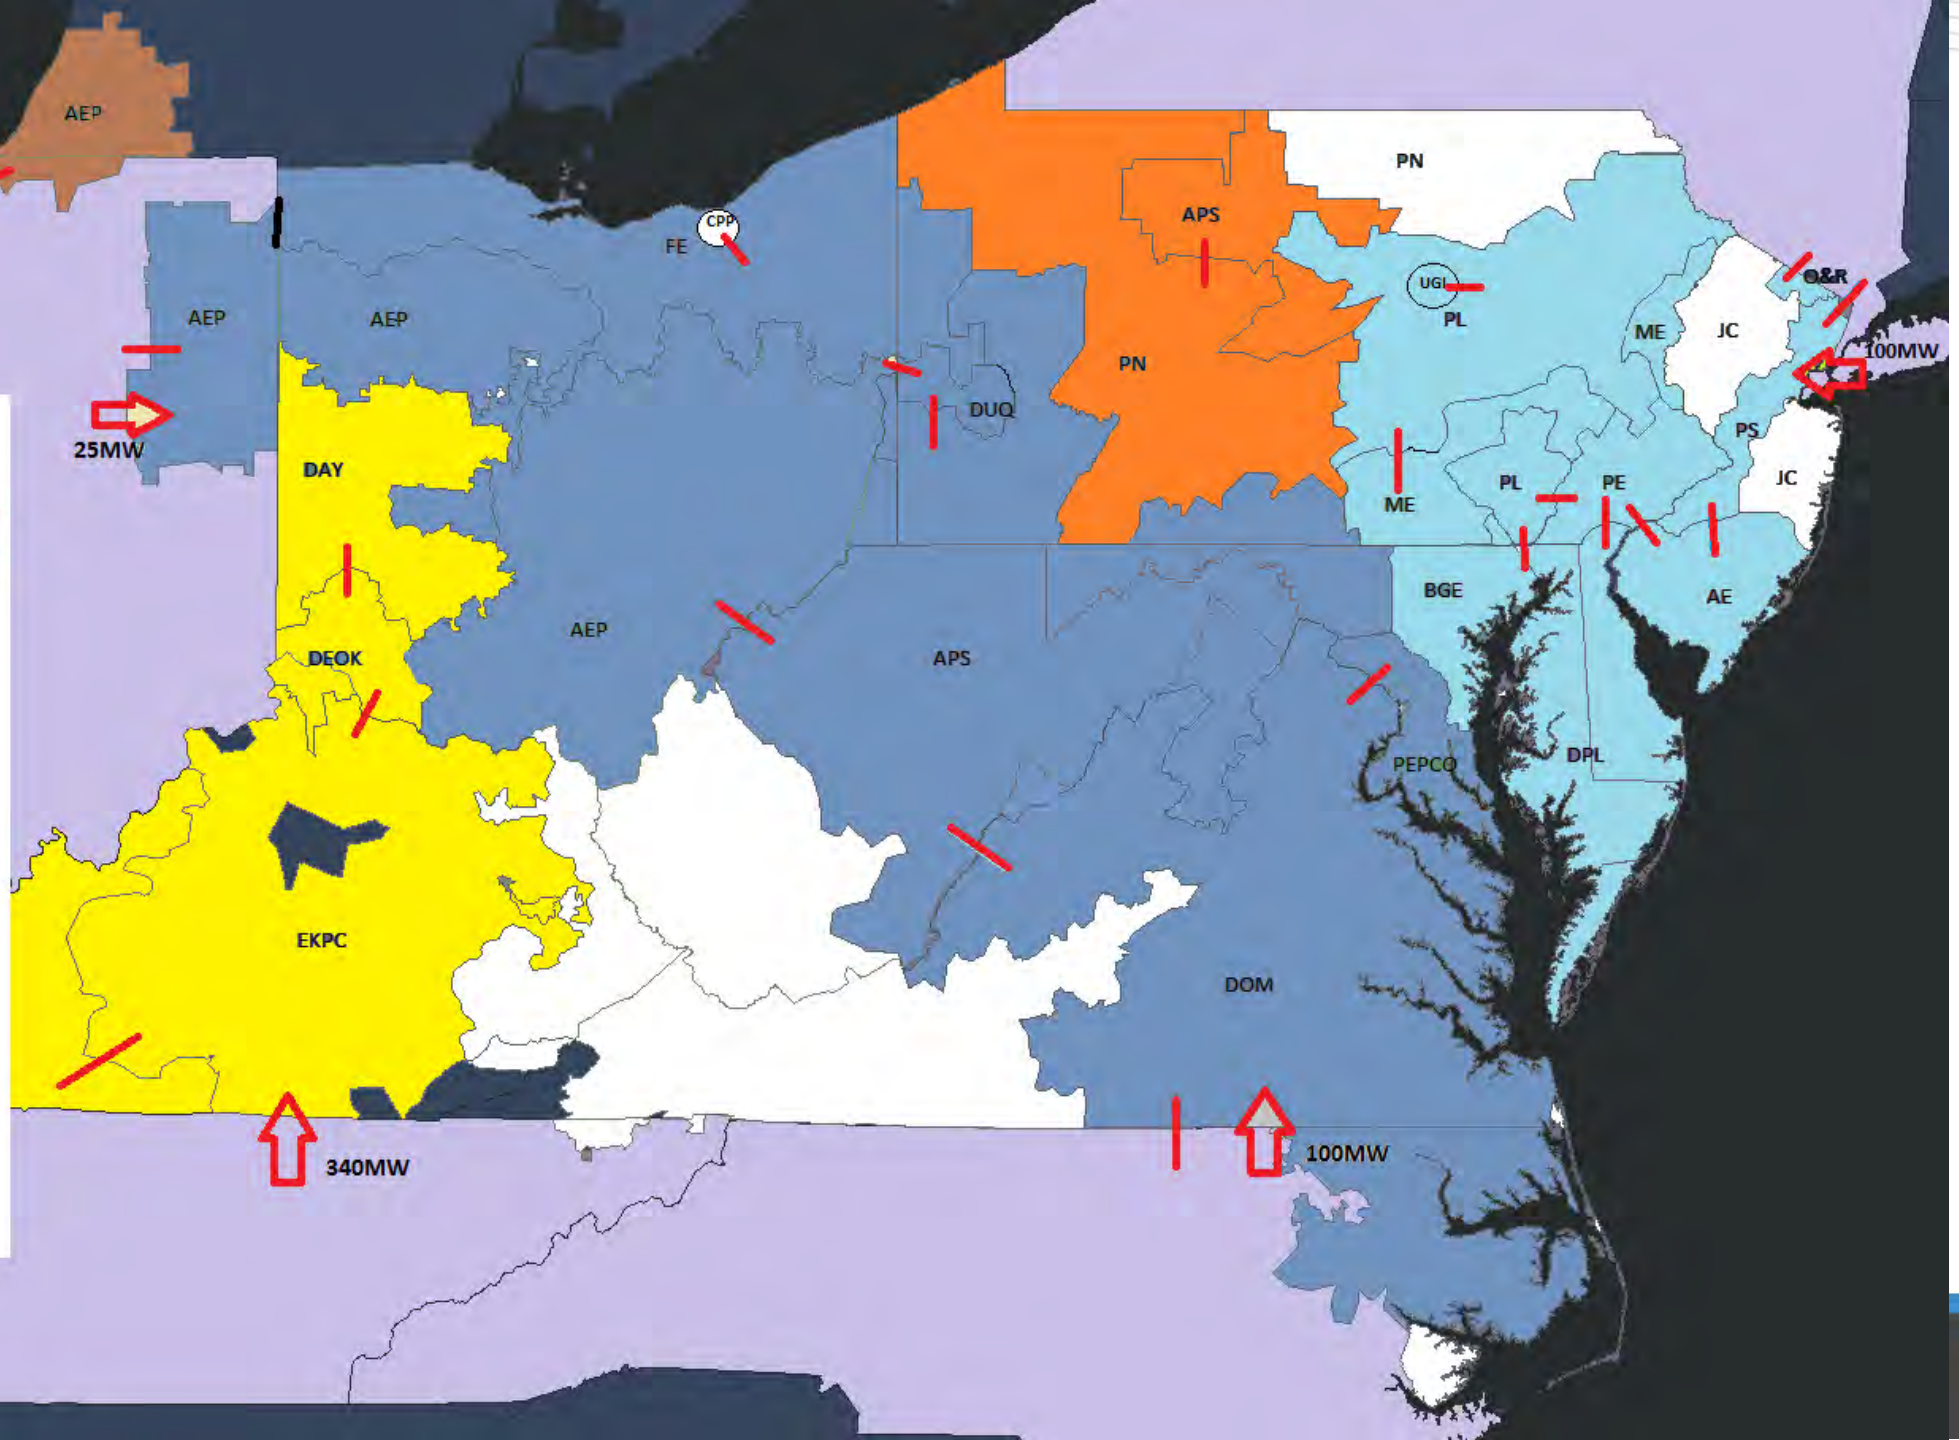 AEP
PN
APS
CPP
FE
O&R
UGI
PL
AEP
AEP
ME
JC
100MW
PN
DUQ
PS
25MW
DAY
JC
PL
PE
ME
BGE
AE
AEP
DEOK
APS
DPL
PEPCO
EKPC
DOM
340MW
100MW